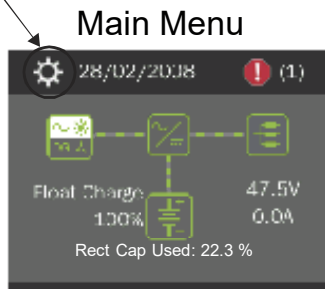 Main Menu
28/02/2008 (1)
Float Charge 47.5V
100% 0.0A
Rect Cap Used: 22.3 %